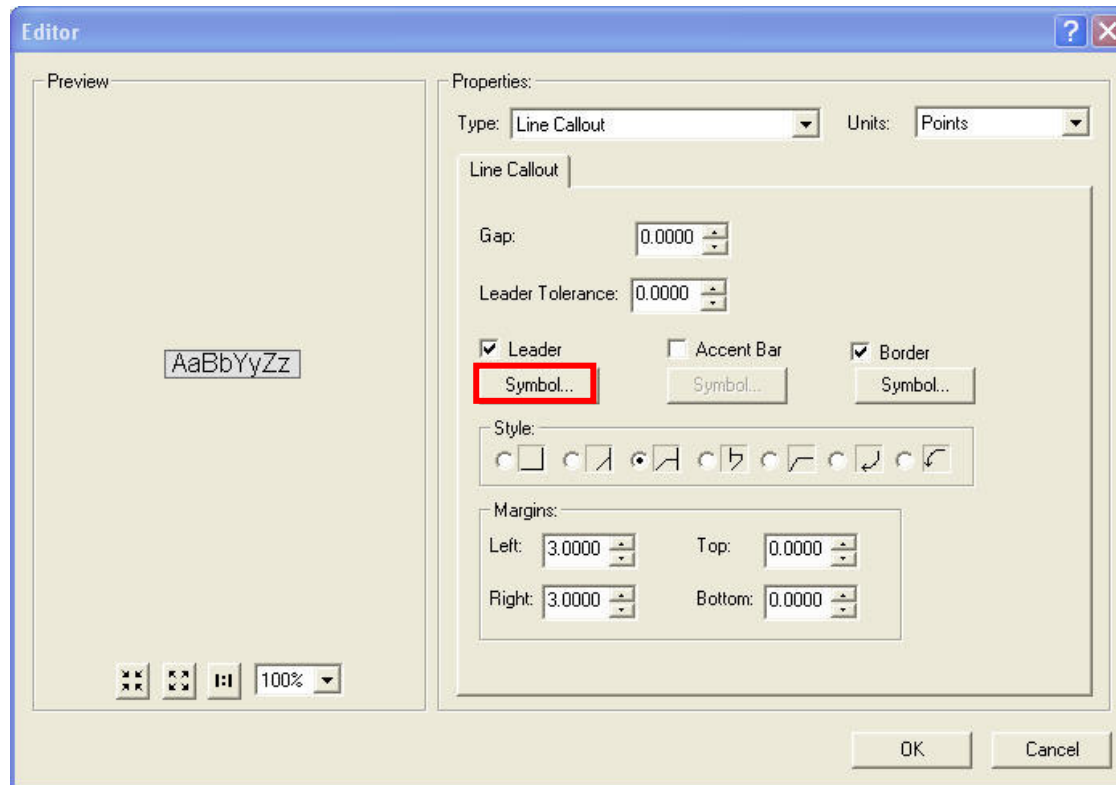 Editor
Preview
AaBbYyZz
100%
Properties:
Type: Line Callout Units: Points
Line Callout
Gap: 0.0000
Leader Tolerance: 0.0000
Leader Accent Bar Border
Symbol... Symbol... Symbol...
Style:
Margins:
Left: 3.0000 Top: 0.0000
Right: 3.0000 Bottom: 0.0000
OK Cancel